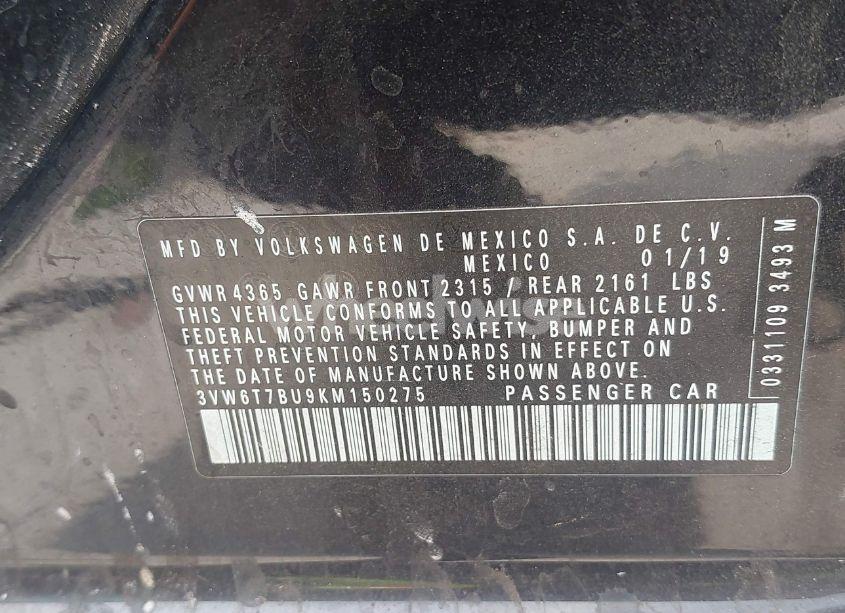 MFD BY VOLKSWAGEN DE MEXICO S.A. DE C.V.
MEXICO 01/19
GVWR 4365 GAWR FRONT 2315 / REAR 2161 LBS
THIS VEHICLE CONFORMS TO ALL APPLICABLE U.S.
FEDERAL MOTOR VEHICLE SAFETY, BUMPER AND
THEFT PREVENTION STANDARDS IN EFFECT ON
THE DATE OF MANUFACTURE SHOWN ABOVE.
3VW6T7BU9KM150275 PASSENGER CAR
0331109 3493 M